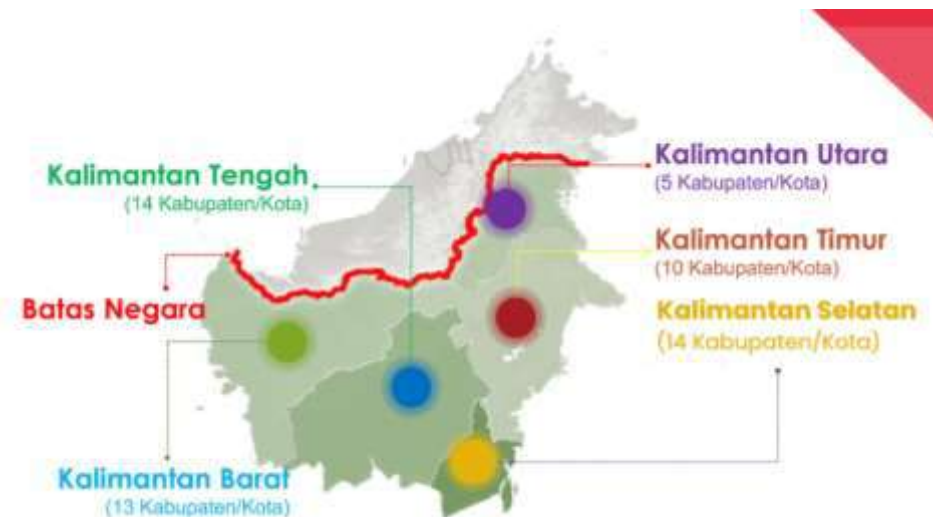 Kalimantan Tengah
(14 Kabupaten/Kota)
Batas Negara
Kalimantan Barat
(13 Kabupaten/Kota)
Kalimantan Utara
(5 Kabupaten/Kota)
Kalimantan Timur
(10 Kabupaten/Kota)
Kalimantan Selatan
(14 Kabupaten/Kota)